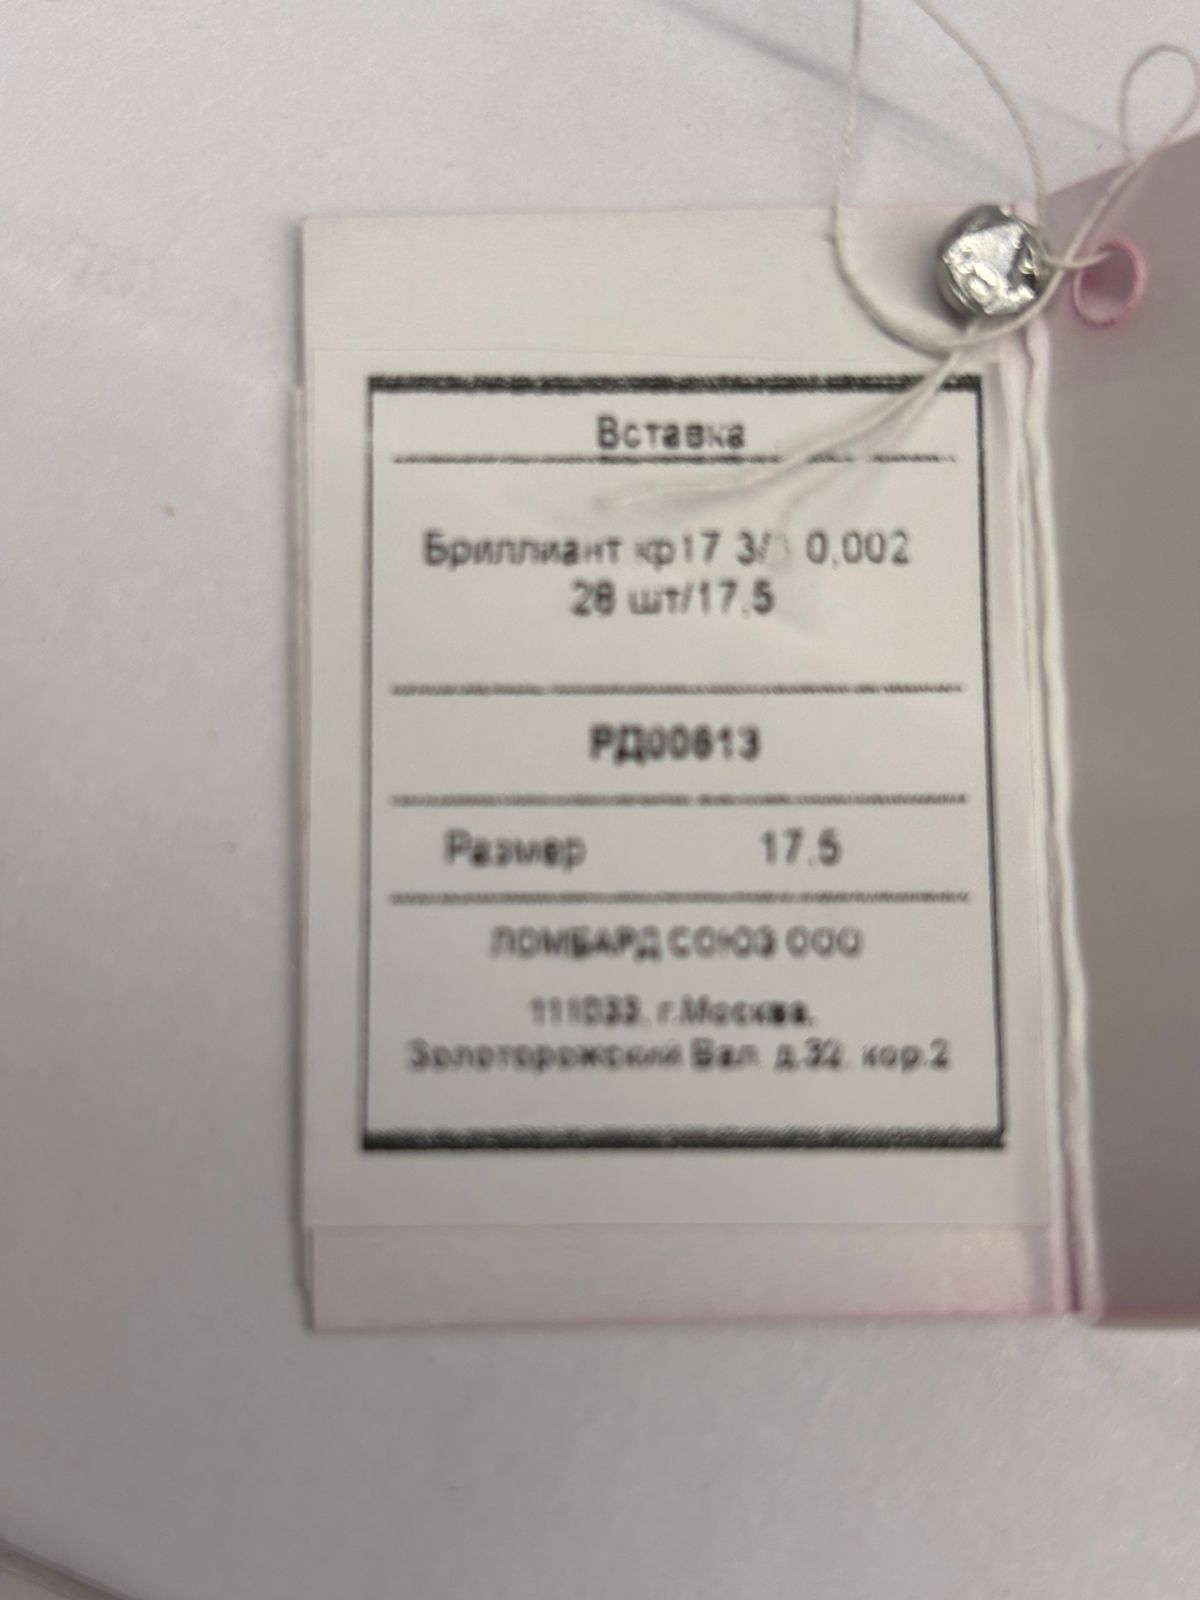 Вставка
Бриллиант кр17 3/ 0,002
28 шт/17,5
РД00613
Размер 17,5
ЛОМБАРД СОЮЗ ООО
111033, г.Москва,
Золоторожский Вал, д.32, кор.2